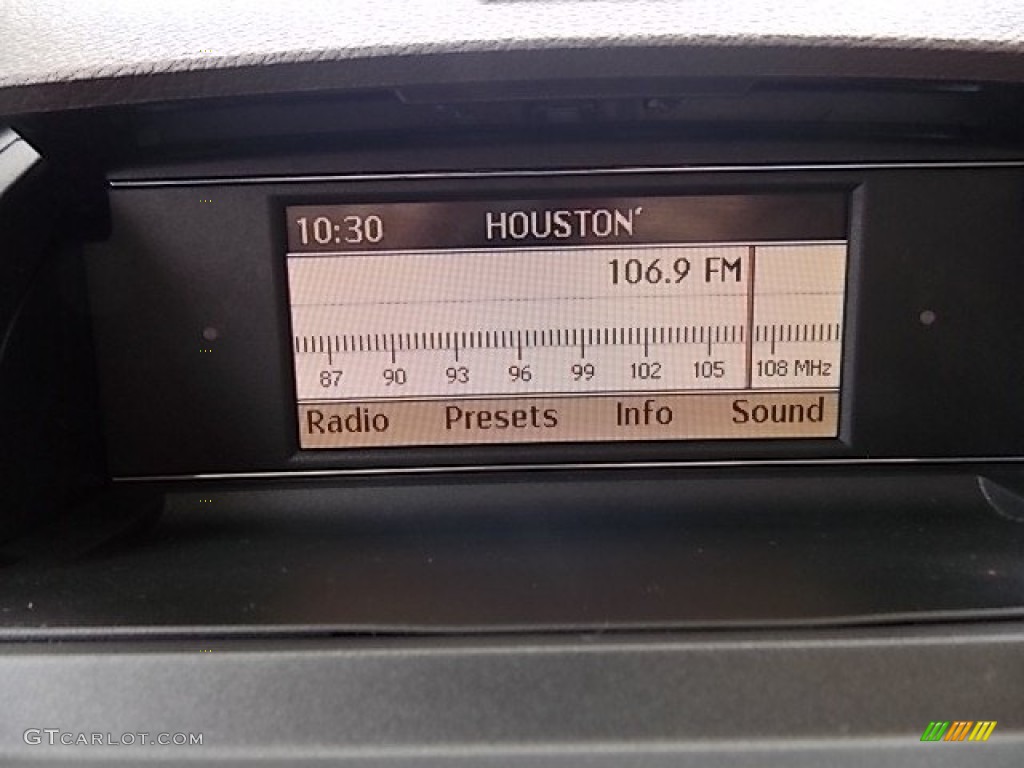 10:30 HOUSTON'
106.9 FM
87 90 93 96 99 102 105 108 MHz
Radio Presets Info Sound
GTCARLOT.COM